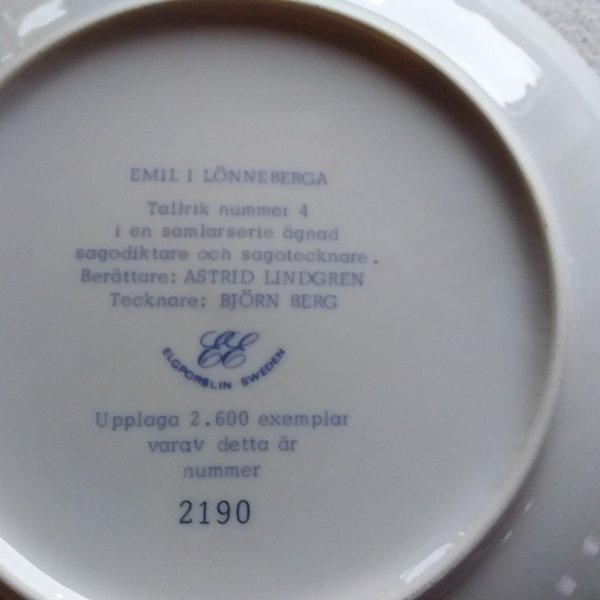 EMIL I LÖNNEBERGA
Tallrik nummer 4
i en samlarserie ägnad
sagodiktare och sagotecknare.
Berättare: ASTRID LINDGREN
Tecknare: BJÖRN BERG
EE
ELGPORSLIN SWEDEN
Upplaga 2.600 exemplar
varav detta är
nummer
2190